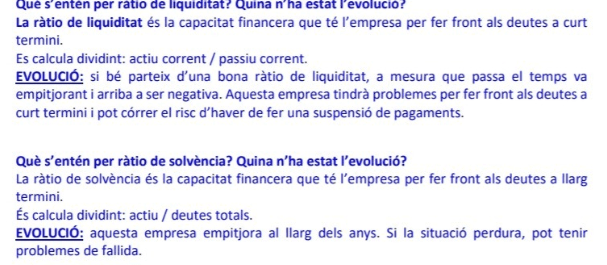 Què s'entén per ràtio de liquiditat? Quina n'ha estat l'evolució?
La ràtio de liquiditat és la capacitat financera que té l'empresa per fer front als deutes a curt
termini.
Es calcula dividint: actiu corrent / passiu corrent.
EVOLUCIÓ: si bé parteix d'una bona ràtio de liquiditat, a mesura que passa el temps va
empitjorant i arriba a ser negativa. Aquesta empresa tindrà problemes per fer front als deutes a
curt termini i pot córrer el risc d'haver de fer una suspensió de pagaments.
Què s'entén per ràtio de solvència? Quina n'ha estat l'evolució?
La ràtio de solvència és la capacitat financera que té l'empresa per fer front als deutes a llarg
termini.
És calcula dividint: actiu / deutes totals.
EVOLUCIÓ: aquesta empresa empitjora al llarg dels anys. Si la situació perdura, pot tenir
problemes de fallida.